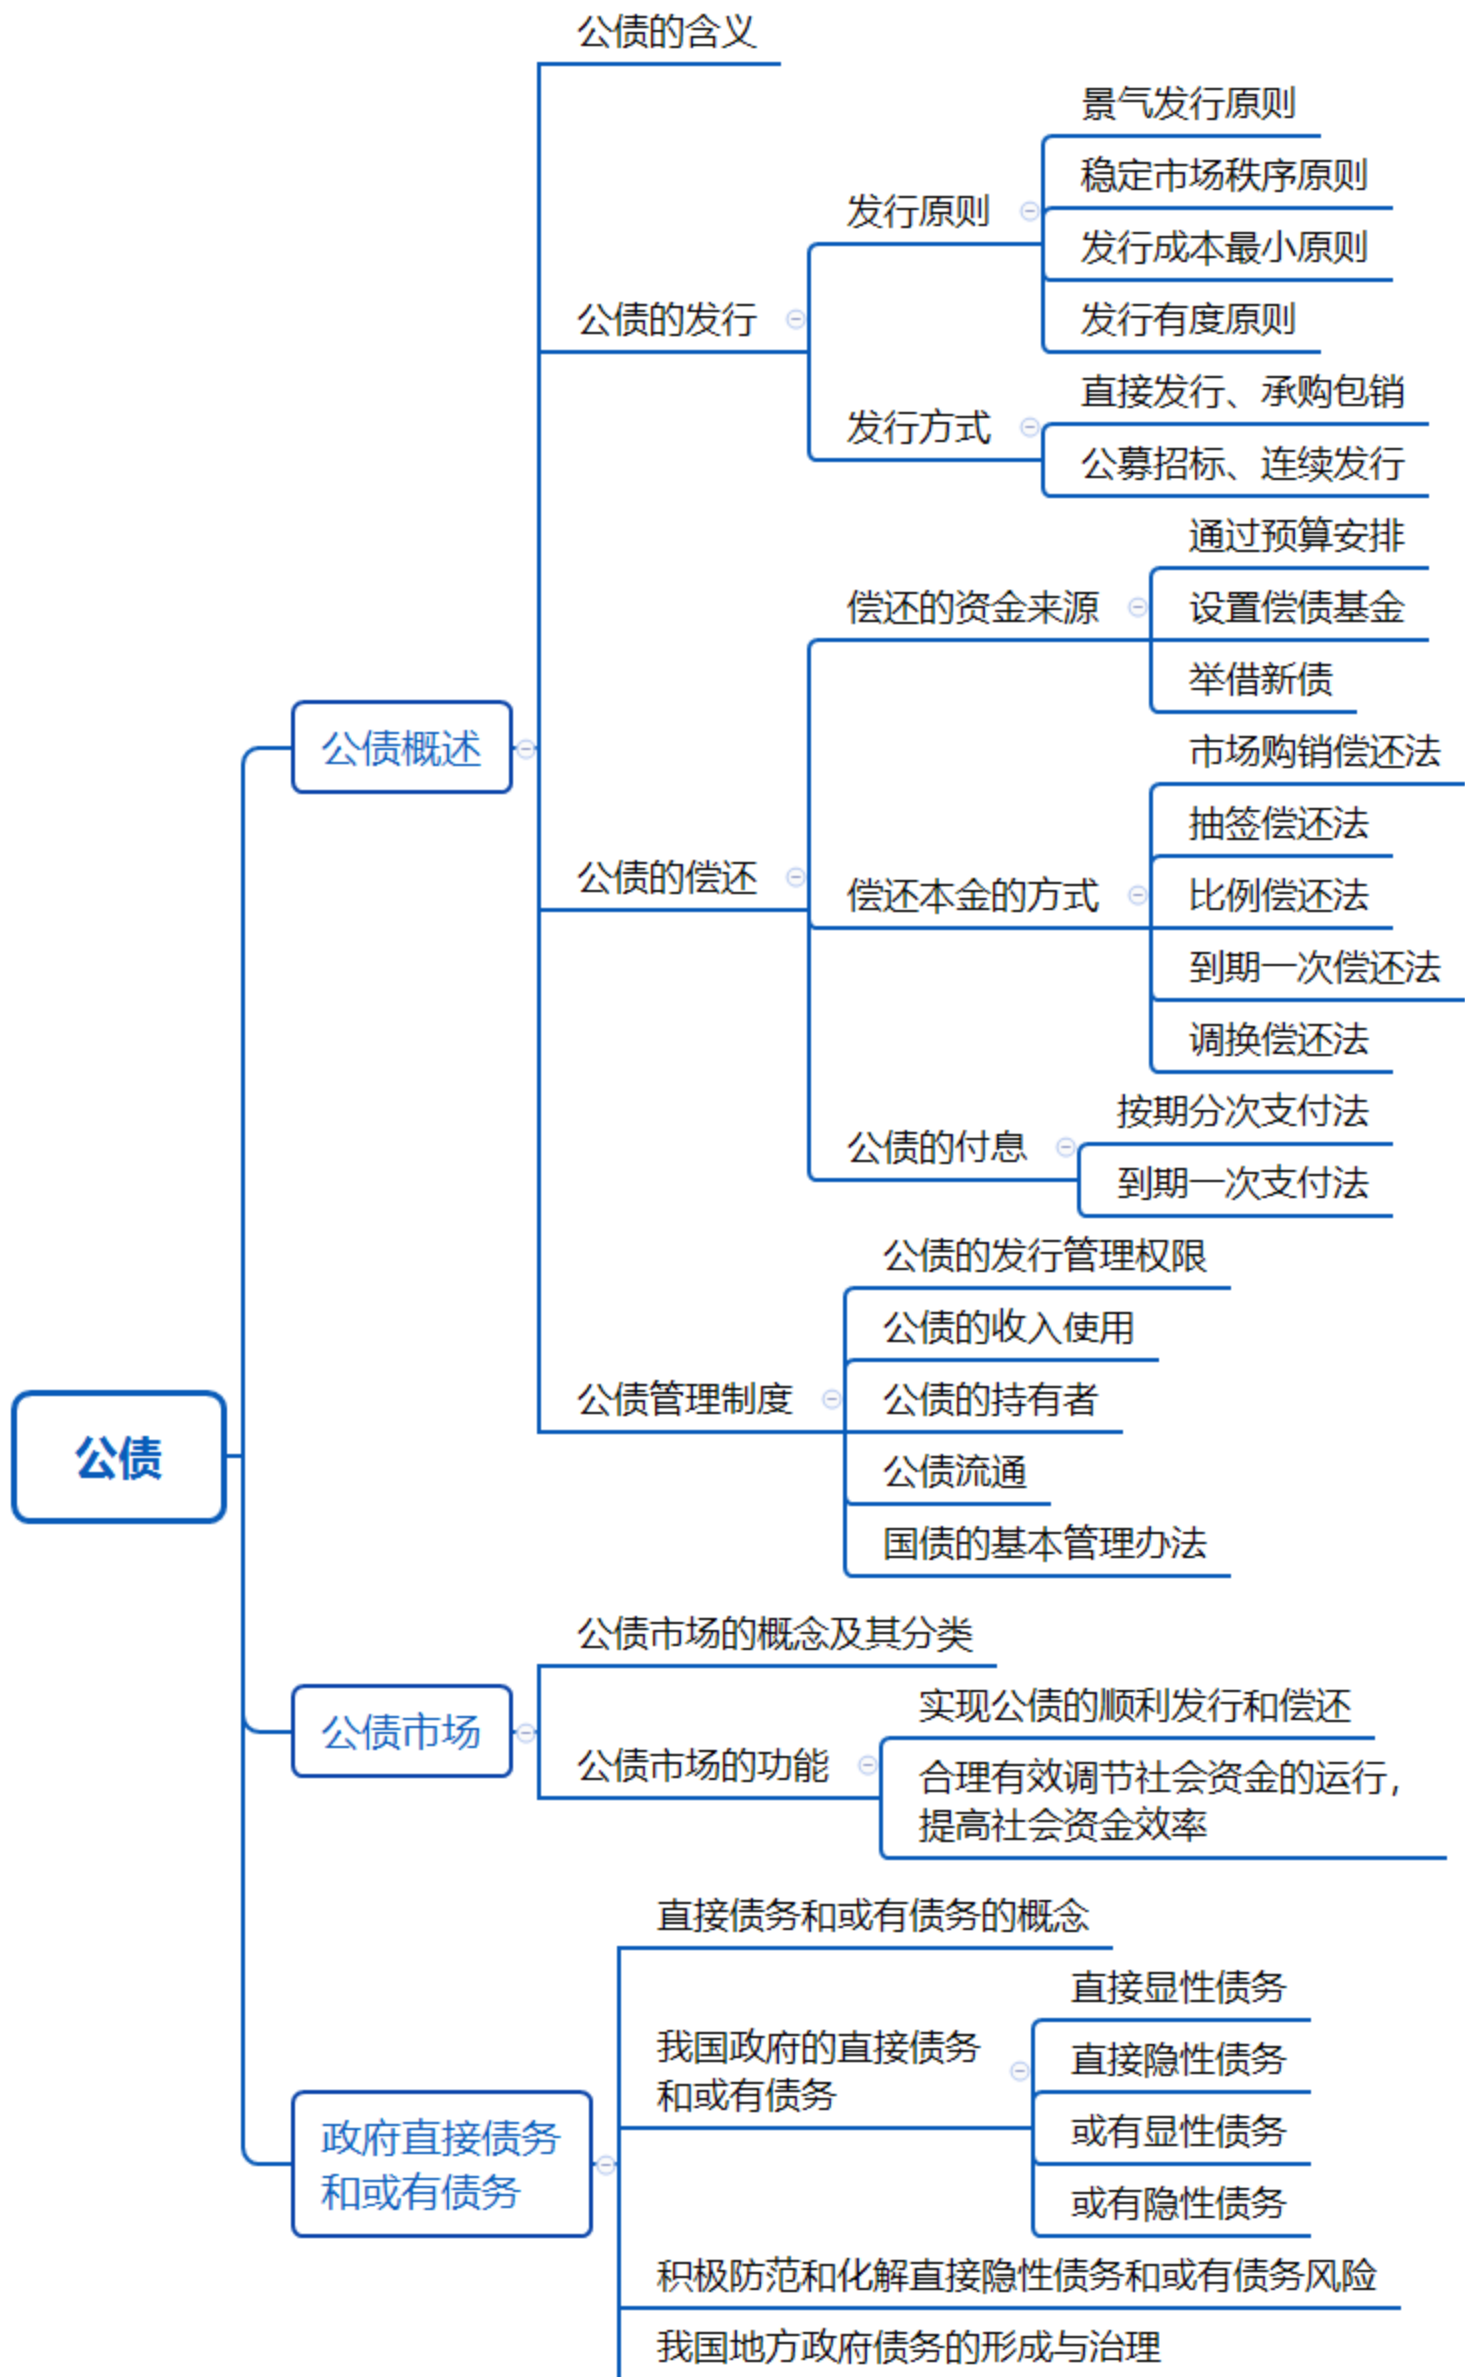 公债的含义
景气发行原则
稳定市场秩序原则
发行原则
发行成本最小原则
公债的发行
发行有度原则
直接发行、承购包销
发行方式
公募招标、连续发行
通过预算安排
偿还的资金来源
设置偿债基金
举借新债
公债概述
市场购销偿还法
抽签偿还法
公债的偿还
偿还本金的方式
比例偿还法
到期一次偿还法
调换偿还法
按期分次支付法
公债的付息
到期一次支付法
公债的发行管理权限
公债的收入使用
公债管理制度
公债的持有者
公债
公债流通
国债的基本管理办法
公债市场的概念及其分类
公债市场
实现公债的顺利发行和偿还
公债市场的功能
合理有效调节社会资金的运行，
提高社会资金效率
直接债务和或有债务的概念
直接显性债务
我国政府的直接债务
和或有债务
直接隐性债务
政府直接债务
和或有债务
或有显性债务
或有隐性债务
积极防范和化解直接隐性债务和或有债务风险
我国地方政府债务的形成与治理